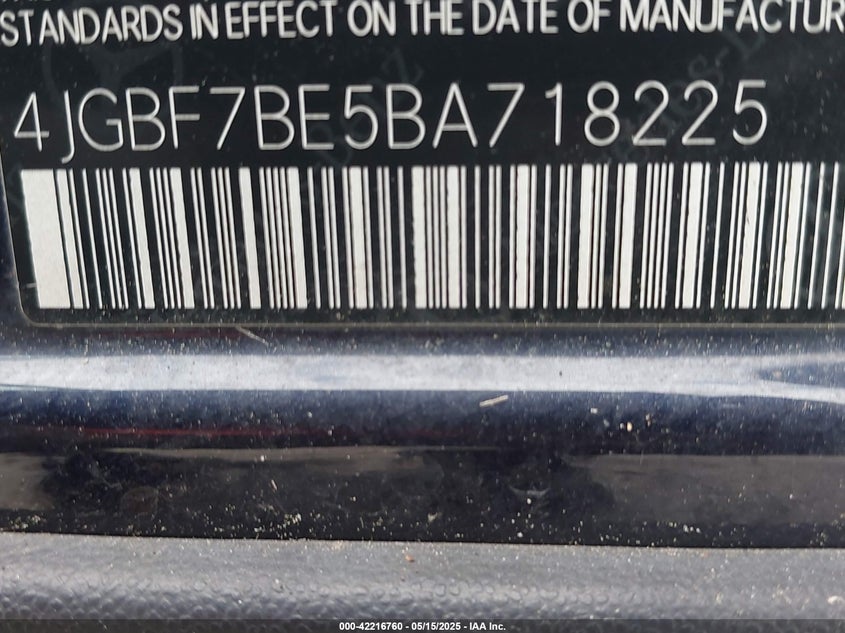 STANDARDS IN EFFECT ON THE DATE OF MANUFACTUR
4JGBF7BE5BA718225
000-42216760 - 05/15/2025 - IAA Inc.